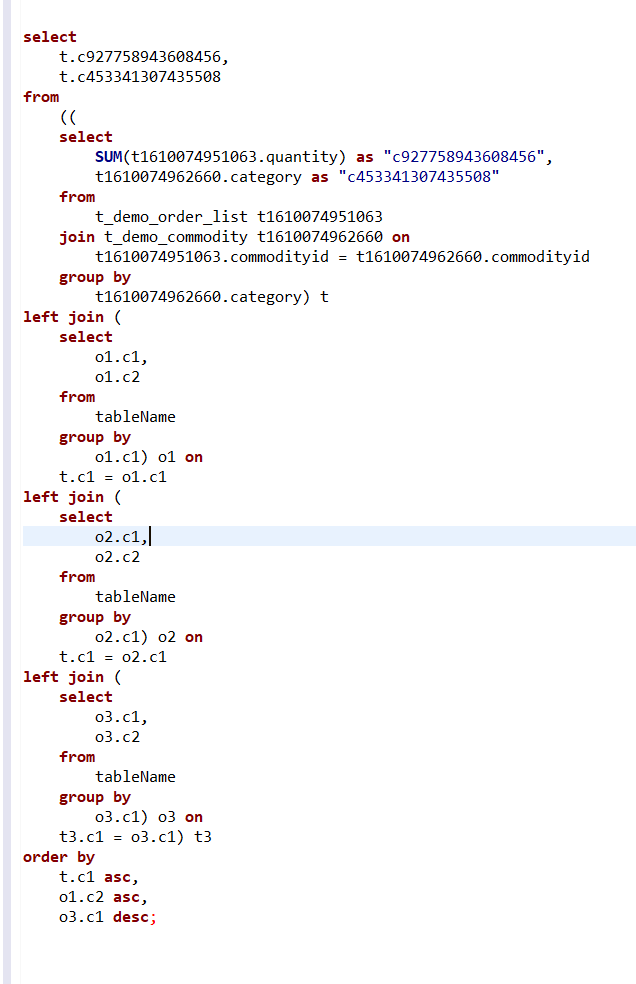 select
t.c927758943608456,
t.c453341307435508
from
((
select
SUM(t1610074951063.quantity) as "c927758943608456",
t1610074962660.category as "c453341307435508"
from
t_demo_order_list t1610074951063
join t_demo_commodity t1610074962660 on
t1610074951063.commodityid = t1610074962660.commodityid
group by
t1610074962660.category) t
left join (
select
o1.c1,
o1.c2
from
tableName
group by
o1.c1) o1 on
t.c1 = o1.c1
left join (
select
o2.c1,
o2.c2
from
tableName
group by
o2.c1) o2 on
t.c1 = o2.c1
left join (
select
o3.c1,
o3.c2
from
tableName
group by
o3.c1) o3 on
t3.c1 = o3.c1) t3
order by
t.c1 asc,
o1.c2 asc,
o3.c1 desc;